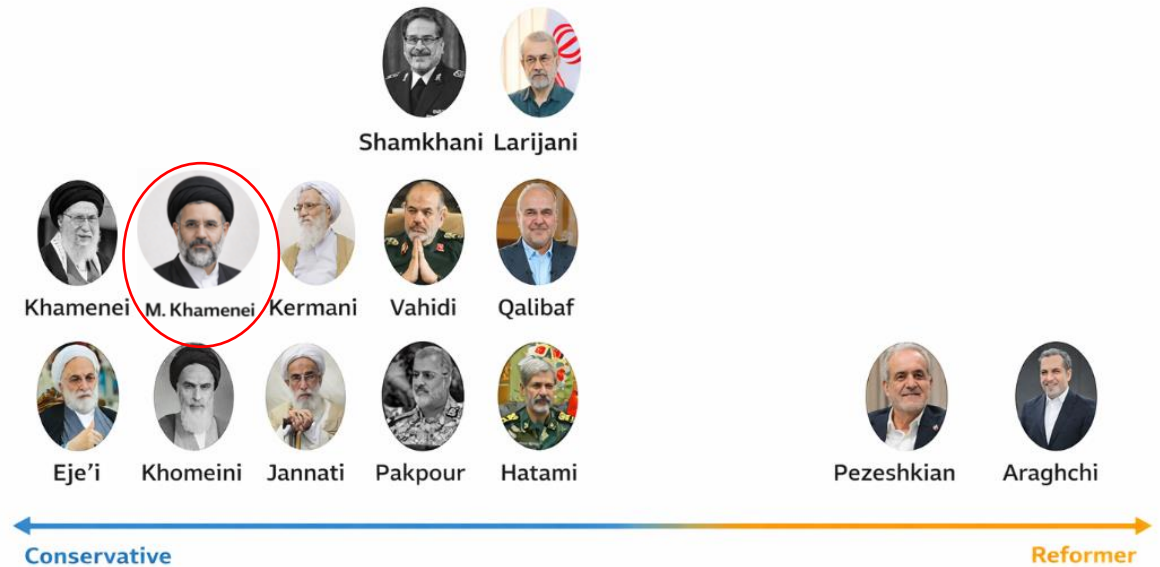 Shamkhani Larijani
Khamenei M. Khamenei Kermani Vahidi Qalibaf
Eje’i Khomeini Jannati Pakpour Hatami Pezeshkian Araghchi
Conservative Reformer